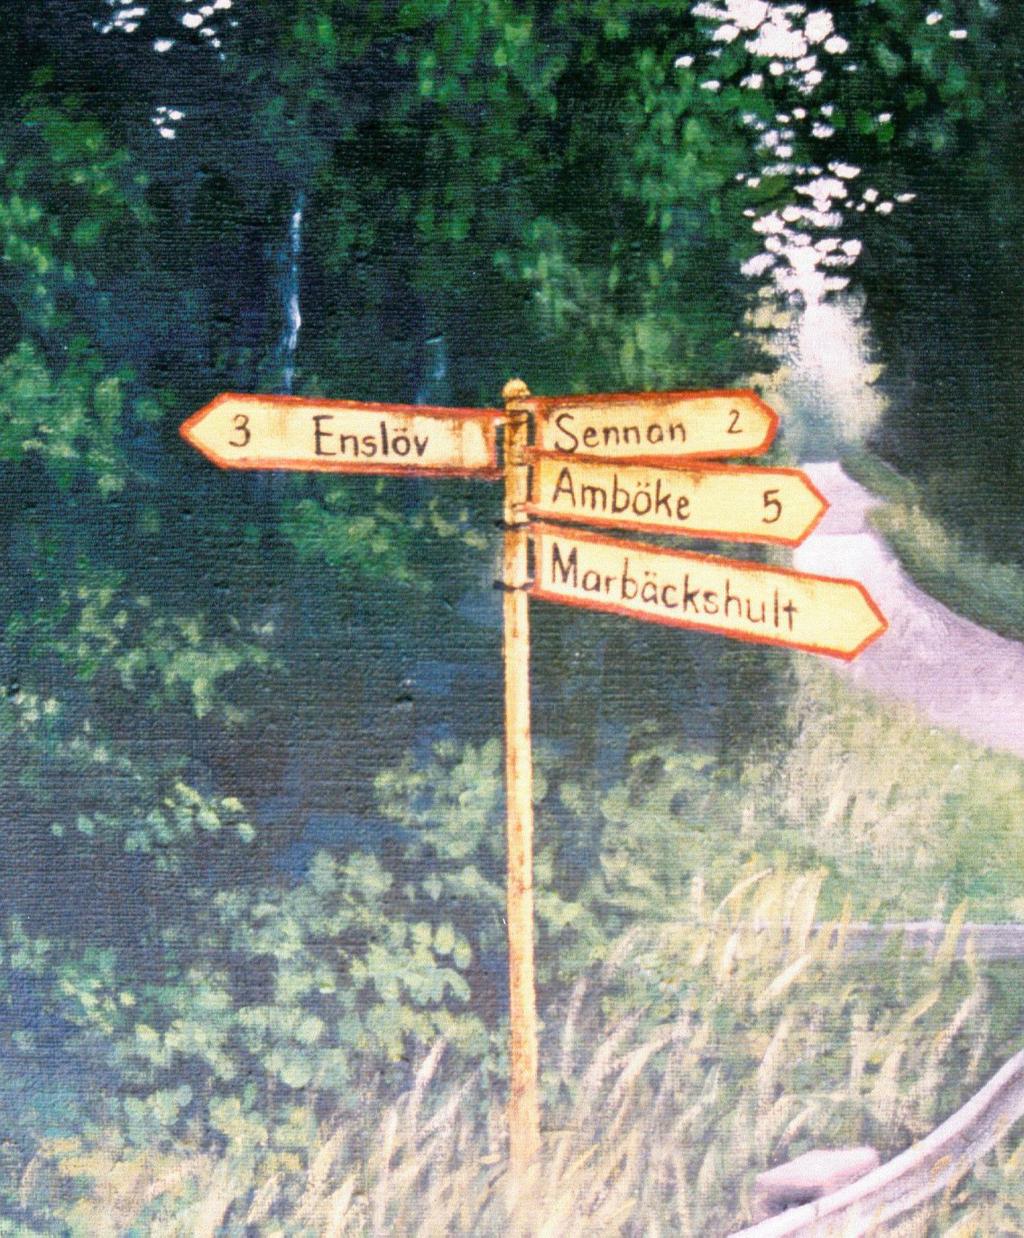 3 Enslöv
Sennan 2
Amböke 5
Marbäckshult